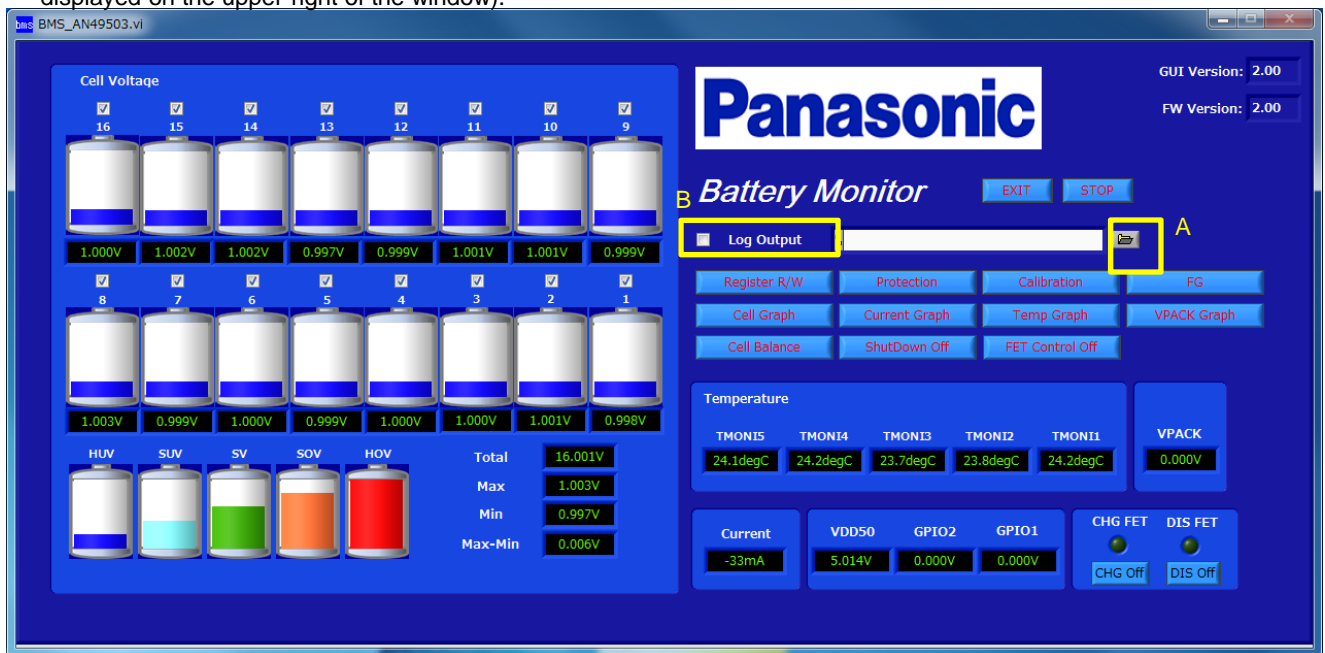 displayed on the upper right of the window).
bms BMS_AN49503.vi
Cell Voltage
16 15 14 13 12 11 10 9
1.000V 1.002V 1.002V 0.997V 0.999V 1.001V 1.001V 0.999V
8 7 6 5 4 3 2 1
1.003V 0.999V 1.000V 0.999V 1.000V 1.000V 1.001V 0.998V
HUV SUV SV SOV HOV
Total 16.001V
Max 1.003V
Min 0.997V
Max-Min 0.006V
Panasonic
GUI Version: 2.00
FW Version: 2.00
Battery Monitor
EXIT STOP
B
Log Output
A
Register R/W Protection Calibration FG
Cell Graph Current Graph Temp Graph VPACK Graph
Cell Balance ShutDown Off FET Control Off
Temperature
TMONI5 TMONI4 TMONI3 TMONI2 TMONI1
24.1degC 24.2degC 23.7degC 23.8degC 24.2degC
VPACK
0.000V
Current
-33mA
VDD50 GPIO2 GPIO1
5.014V 0.000V 0.000V
CHG FET DIS FET
CHG Off DIS Off